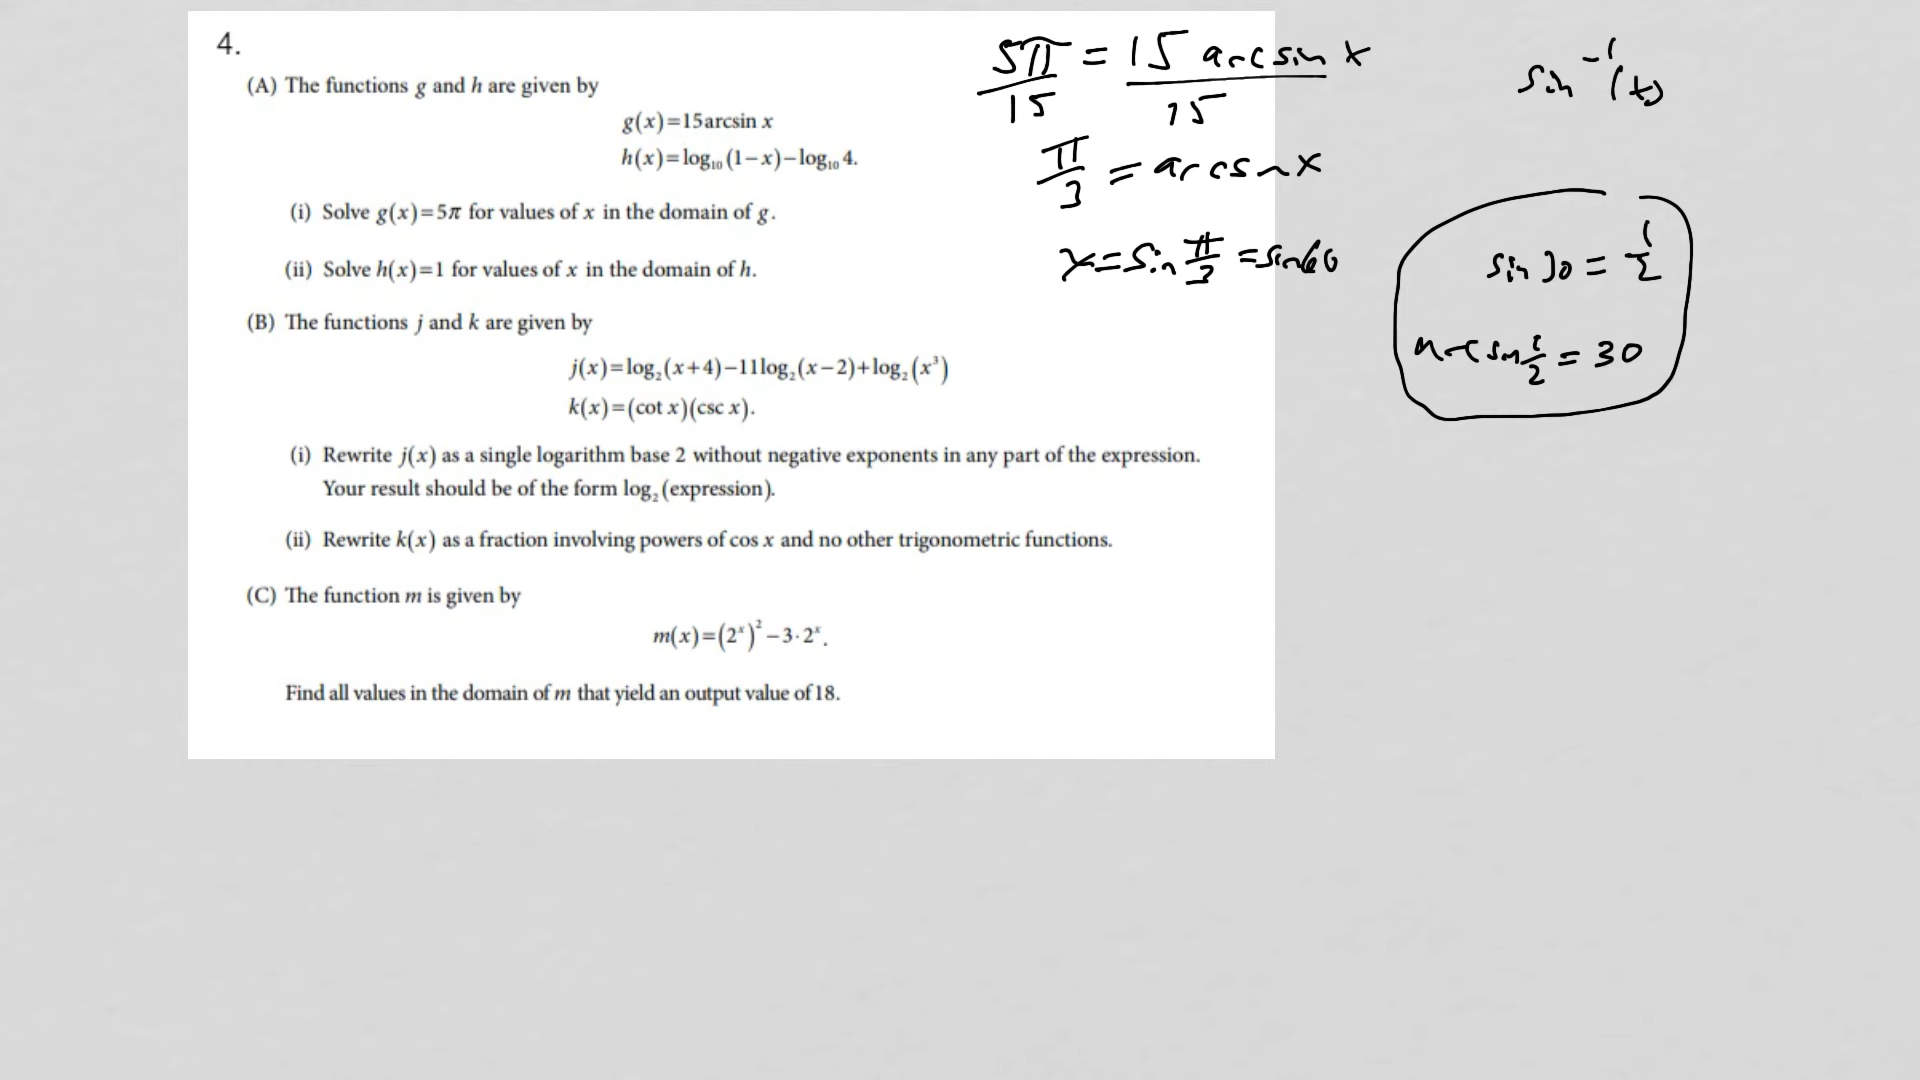 4.
(A) The functions g and h are given by
g(x)=15arcsin x
h(x)=log₁₀(1−x)−log₁₀4.
(i) Solve g(x)=5π for values of x in the domain of g.
(ii) Solve h(x)=1 for values of x in the domain of h.
(B) The functions j and k are given by
j(x)=log₂(x+4)−11log₂(x−2)+log₂(x³)
k(x)=(cot x)(csc x).
(i) Rewrite j(x) as a single logarithm base 2 without negative exponents in any part of the expression.
Your result should be of the form log₂(expression).
(ii) Rewrite k(x) as a fraction involving powers of cos x and no other trigonometric functions.
(C) The function m is given by
m(x)=(2ˣ)²−3·2ˣ.
Find all values in the domain of m that yield an output value of 18.
5π/15 = 15 arcsin x/15
π/3 = arcsin x
x=sin π/3 =sin60
sin⁻¹(x)
sin 30 = 1/2
arcsin 1/2 = 30